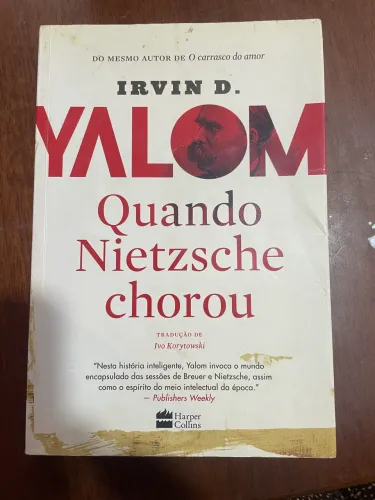 DO MESMO AUTOR DE O carrasco do amor
IRVIN D.
YALOM
Quando
Nietzsche
chorou
TRADUÇÃO DE
Ivo Korytowski
“Nesta história inteligente, Yalom invoca o mundo
encapsulado das sessões de Breuer e Nietzsche, assim
como a espírito do meio intelectual da época.”
— Publishers Weekly
Harper
Collins